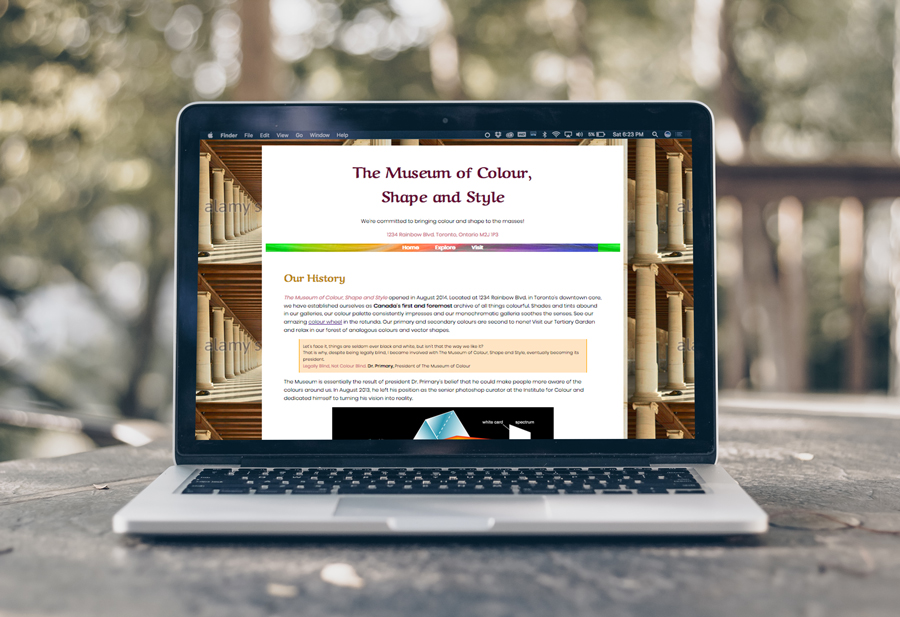 Finder File Edit View Go Window Help
5% Sat 6:23 PM
The Museum of Colour,
Shape and Style
We're committed to bringing colour and shape to the masses!
1234 Rainbow Blvd. Toronto, Ontario M2J 1P9
Home Explore Visit
alamy's
al
Our History
The Museum of Colour, Shape and Style opened in August 2014. Located at 1234 Rainbow Blvd. in Toronto's downtown core,
we have established ourselves as Canada's first and foremost archive of all things colourful. Shades and tints abound
in our galleries, our colour palette consistently impresses and our monochromatic galleria soothes the senses. See our
amazing colour wheel in the rotunda. Our primary and secondary colours are second to none! Visit our Tertiary Garden
and relax in our forest of analogous colours and vector shapes.
Let's face it, things are seldom ever black and white, but isn't that the way we like it?
That is why, despite being legally blind, I became involved with The Museum of Colour, Shape and Style, eventually becoming its
president.
Legally Blind, Not Colour Blind. Dr. Primary, President of The Museum of Colour
alamy's
al
The Museum is essentially the result of president Dr. Primary's belief that he could make people more aware of the
colours around us. In August 2013, he left his position as the senior photoshop curator at the Institute for Colour and
dedicated himself to turning his vision into reality.
white card spectrum